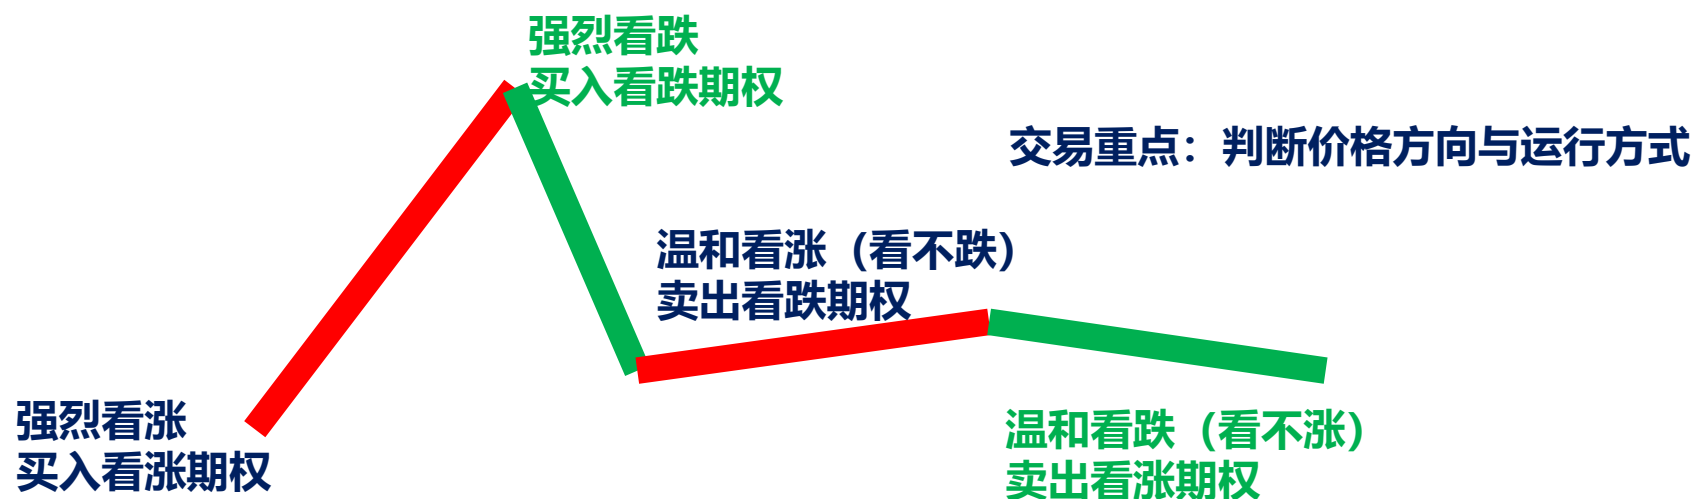 强烈看跌
买入看跌期权
交易重点：判断价格方向与运行方式
温和看涨（看不跌）
卖出看跌期权
强烈看涨
买入看涨期权
温和看跌（看不涨）
卖出看涨期权